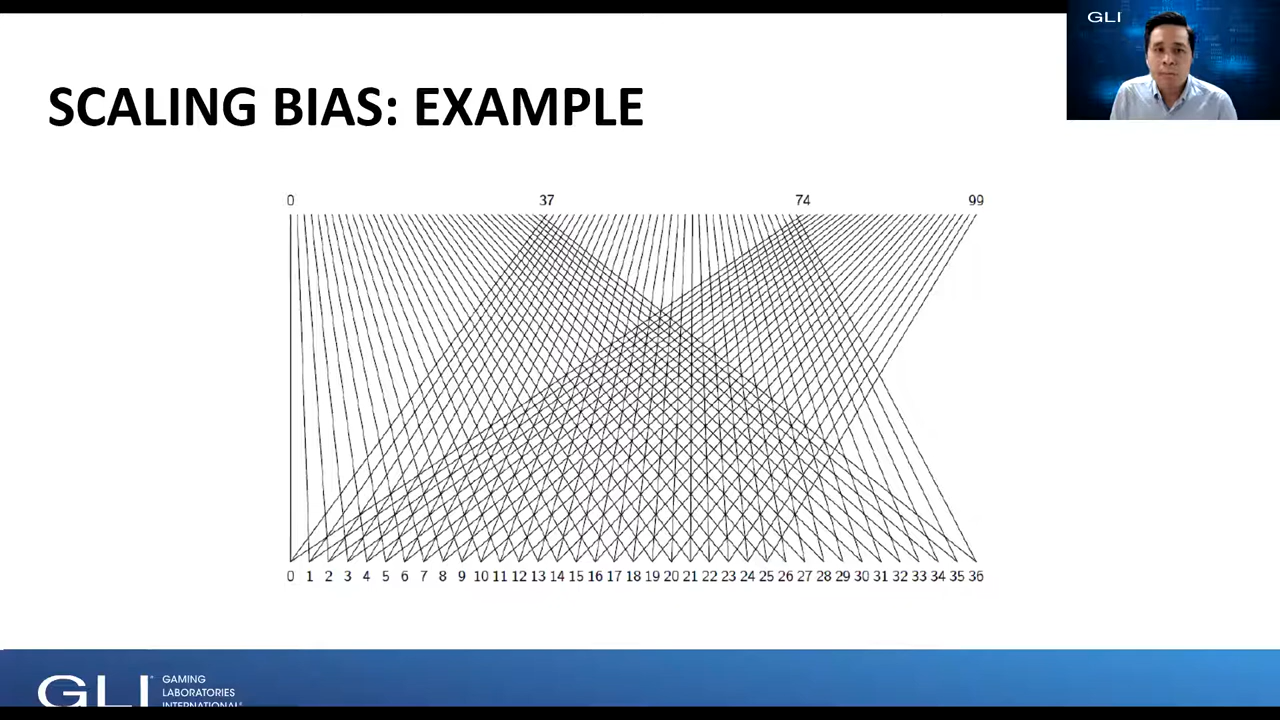 GLI
SCALING BIAS: EXAMPLE
0 37 74 99
0 1 2 3 4 5 6 7 8 9 10 11 12 13 14 15 16 17 18 19 20 21 22 23 24 25 26 27 28 29 30 31 32 33 34 35 36
GLI
GAMING
LABORATORIES
INTERNATIONAL